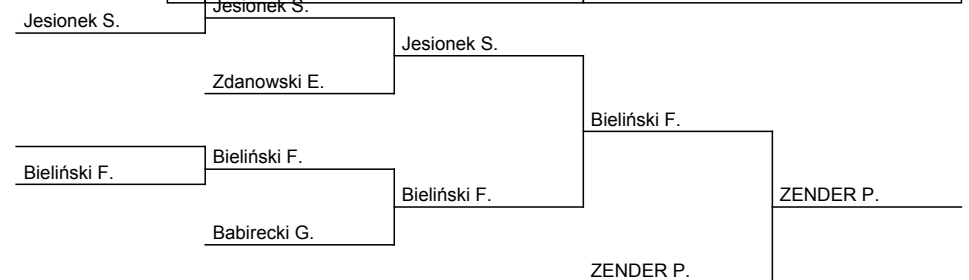 Jesionek S.
Jesionek S.
Jesionek S.
Zdanowski E.
Bieliński F.
Bieliński F.
Bieliński F.
Bieliński F.
ZENDER P.
Babirecki G.
ZENDER P.